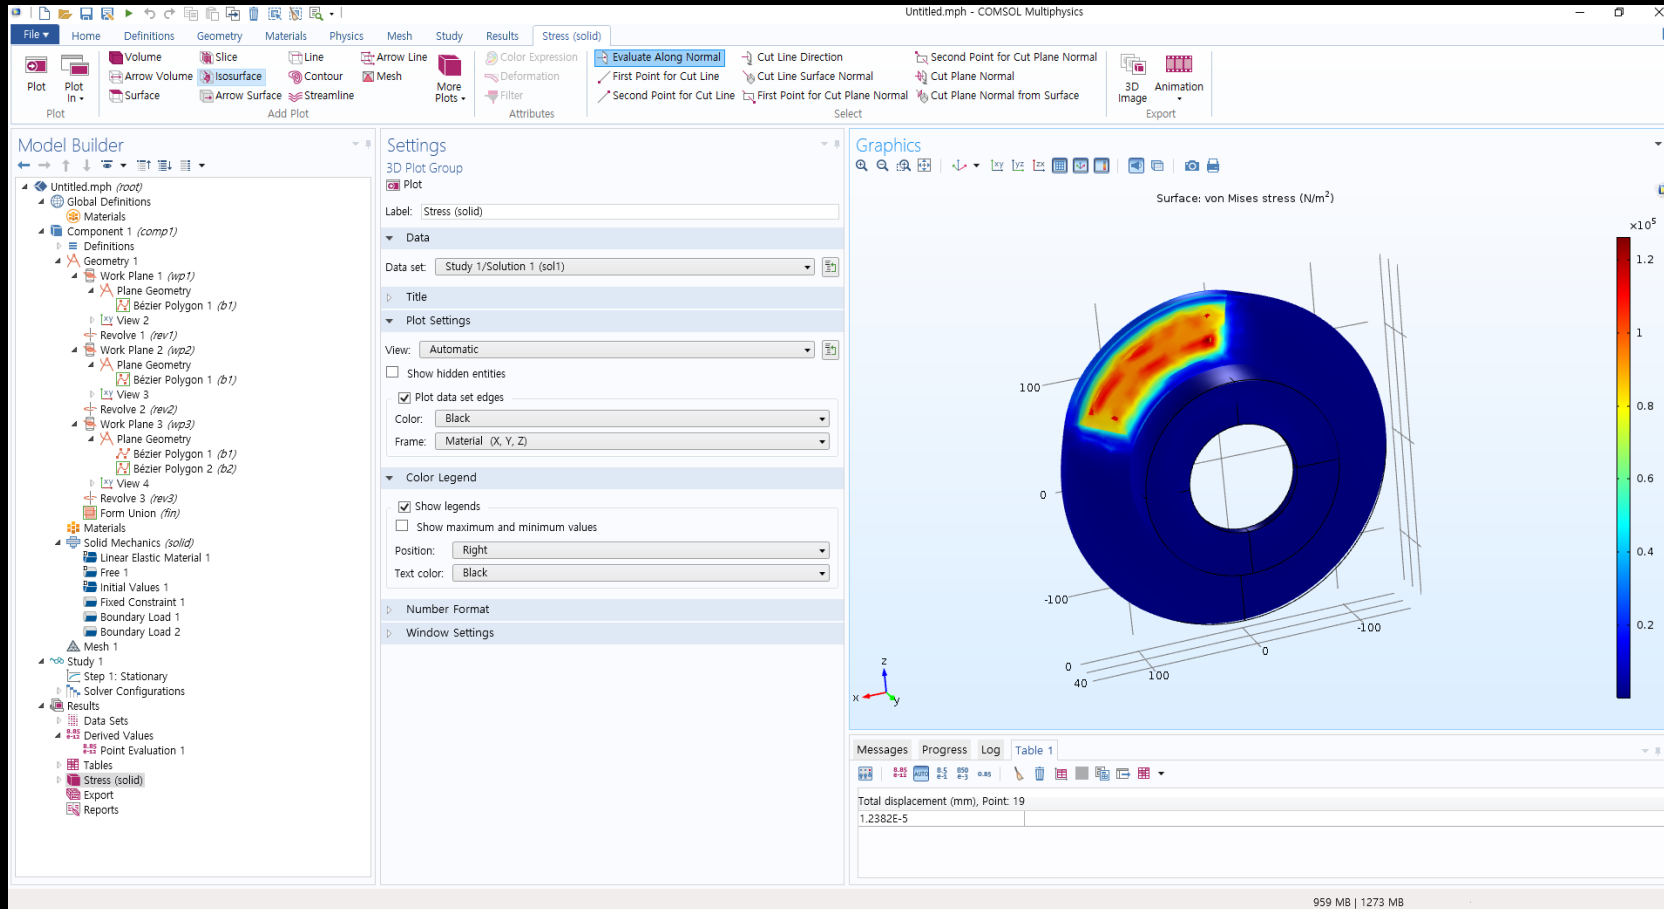 Untitled.mph - COMSOL Multiphysics
File Home Definitions Geometry Materials Physics Mesh Study Results Stress (solid)
Plot
Plot In
Plot
Volume Slice Line Arrow Line
Arrow Volume Isosurface Contour Mesh
Surface Arrow Surface Streamline
More Plots
Add Plot
Color Expression
Deformation
Filter
Attributes
Evaluate Along Normal Cut Line Direction Second Point for Cut Plane Normal
First Point for Cut Line Cut Line Surface Normal Cut Plane Normal
Second Point for Cut Line First Point for Cut Plane Normal Cut Plane Normal from Surface
Select
3D Image
Animation
Export
Model Builder
Untitled.mph (root)
Global Definitions
Materials
Component 1 (comp1)
Definitions
Geometry 1
Work Plane 1 (wp1)
Plane Geometry
Bézier Polygon 1 (b1)
View 2
Revolve 1 (rev1)
Work Plane 2 (wp2)
Plane Geometry
Bézier Polygon 1 (b1)
View 3
Revolve 2 (rev2)
Work Plane 3 (wp3)
Plane Geometry
Bézier Polygon 1 (b1)
Bézier Polygon 2 (b2)
View 4
Revolve 3 (rev3)
Form Union (fin)
Materials
Solid Mechanics (solid)
Linear Elastic Material 1
Free 1
Initial Values 1
Fixed Constraint 1
Boundary Load 1
Boundary Load 2
Mesh 1
Study 1
Step 1: Stationary
Solver Configurations
Results
Data Sets
Derived Values
Point Evaluation 1
Tables
Stress (solid)
Export
Reports
Settings
3D Plot Group
Plot
Label: Stress (solid)
Data
Data set: Study 1/Solution 1 (sol1)
Title
Plot Settings
View: Automatic
Show hidden entities
Plot data set edges
Color: Black
Frame: Material (X, Y, Z)
Color Legend
Show legends
Show maximum and minimum values
Position: Right
Text color: Black
Number Format
Window Settings
Graphics
xy yz zx
Surface: von Mises stress (N/m²)
×10⁵
1.2
1
0.8
0.6
0.4
0.2
100
0
-100
0
40
100
0
-100
z
x
y
Messages Progress Log Table 1
8.85 e-12 AUTO 8.5 e-1 850 e-3 0.85
Total displacement (mm), Point: 19
1.2382E-5
959 MB | 1273 MB